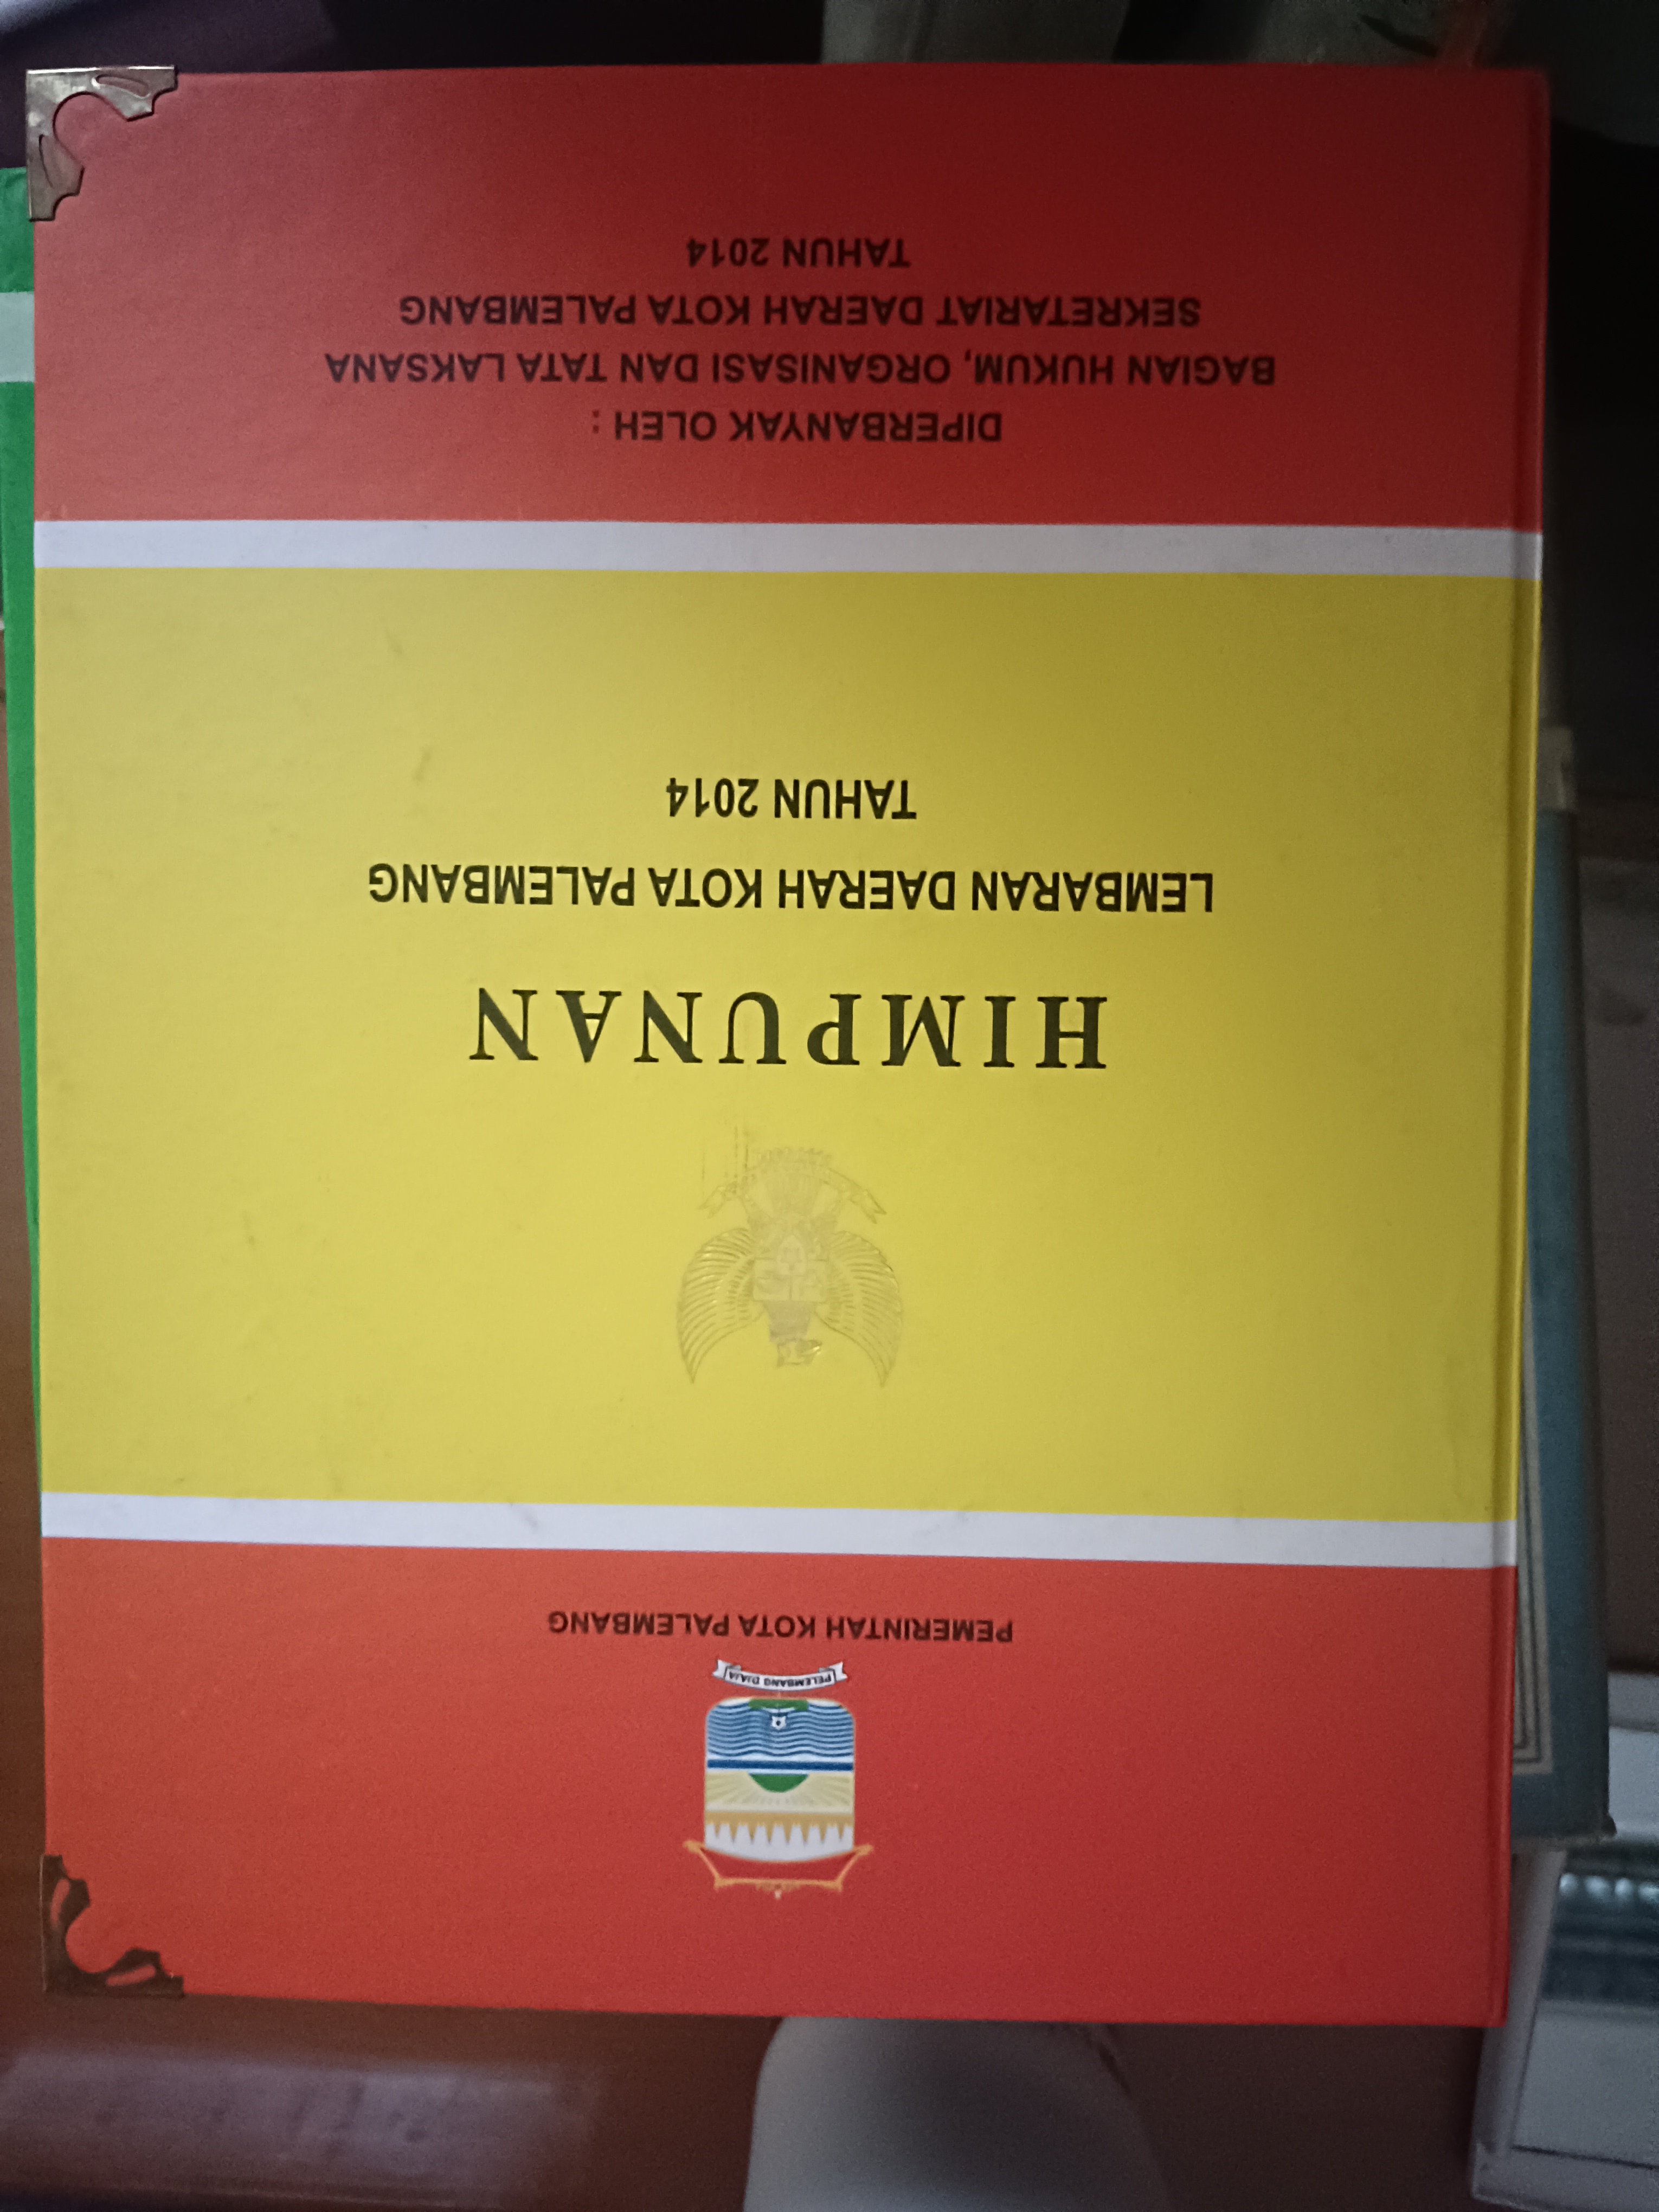 PALEMBANG DJAJA
PEMERINTAH KOTA PALEMBANG
HIMPUNAN
LEMBARAN DAERAH KOTA PALEMBANG
TAHUN 2014
DIPERBANYAK OLEH :
BAGIAN HUKUM, ORGANISASI DAN TATA LAKSANA
SEKRETARIAT DAERAH KOTA PALEMBANG
TAHUN 2014